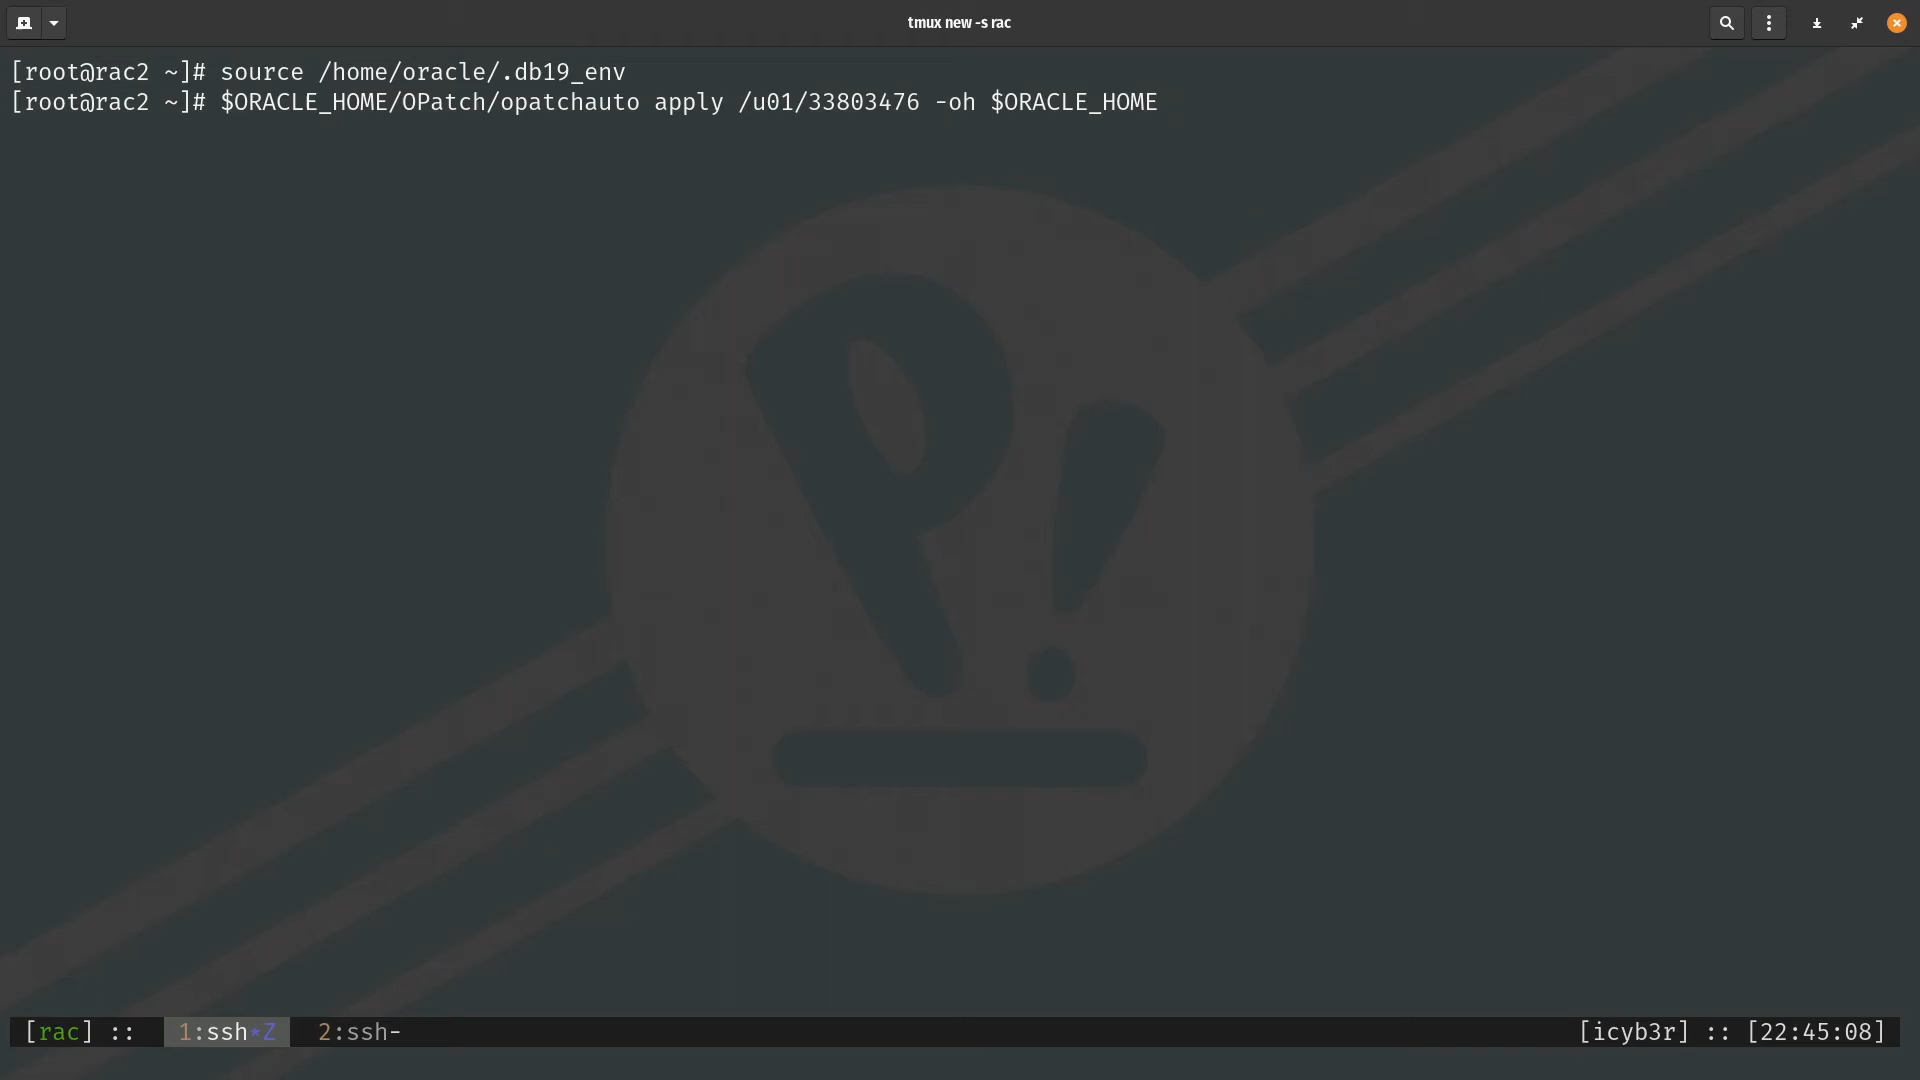 tmux new -s rac
[root@rac2 ~]# source /home/oracle/.db19_env
[root@rac2 ~]# $ORACLE_HOME/OPatch/opatchauto apply /u01/33803476 -oh $ORACLE_HOME
[rac] :: 1:ssh*Z 2:ssh- [icyb3r] :: [22:45:08]